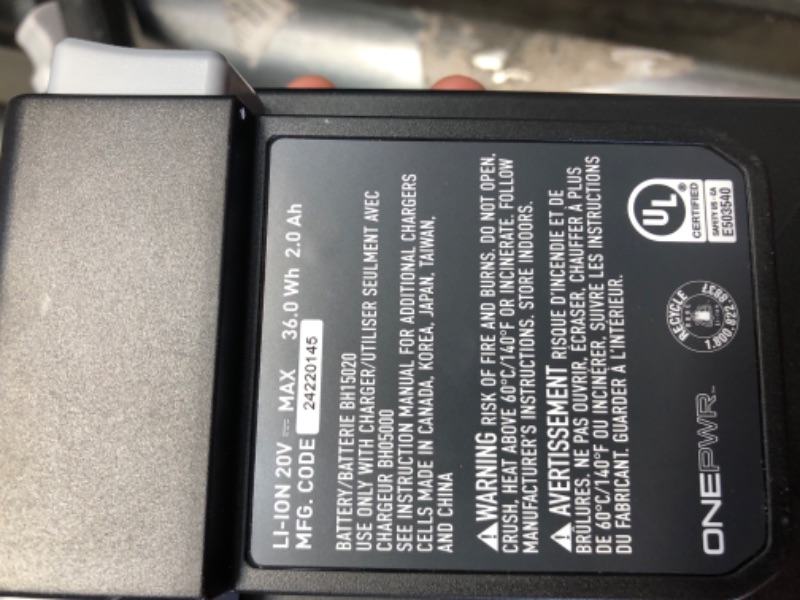 LI-ION 20V ⎓ MAX 36.0 Wh 2.0 Ah
MFG. CODE 24220145
BATTERY/BATTERIE BH15020
USE ONLY WITH CHARGER/UTILISER SEULMENT AVEC
CHARGEUR BH05000
SEE INSTRUCTION MANUAL FOR ADDITIONAL CHARGERS
CELLS MADE IN CANADA, KOREA, JAPAN, TAIWAN,
AND CHINA
⚠WARNING RISK OF FIRE AND BURNS. DO NOT OPEN,
CRUSH, HEAT ABOVE 60°C/140°F OR INCINERATE. FOLLOW
MANUFACTURER'S INSTRUCTIONS. STORE INDOORS.
⚠ AVERTISSEMENT RISQUE D'INCENDIE ET DE
BRÛLURES. NE PAS OUVRIR, ECRASER, CHAUFFER À PLUS
DE 60°C/140°F OU INCINÉRER, SUIVRE LES INSTRUCTIONS
DU FABRICANT. GUARDER À L'INTERIEUR.
ONEPWR™
RECYCLE
1.800.822.8837
UL®
CERTIFIED
SAFETY US - CA
E503540